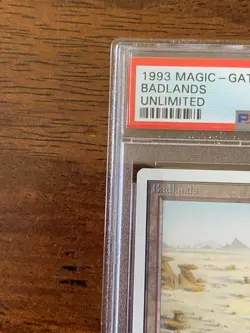 1993 MAGIC-GAT
BADLANDS
UNLIMITED
P
Badlands